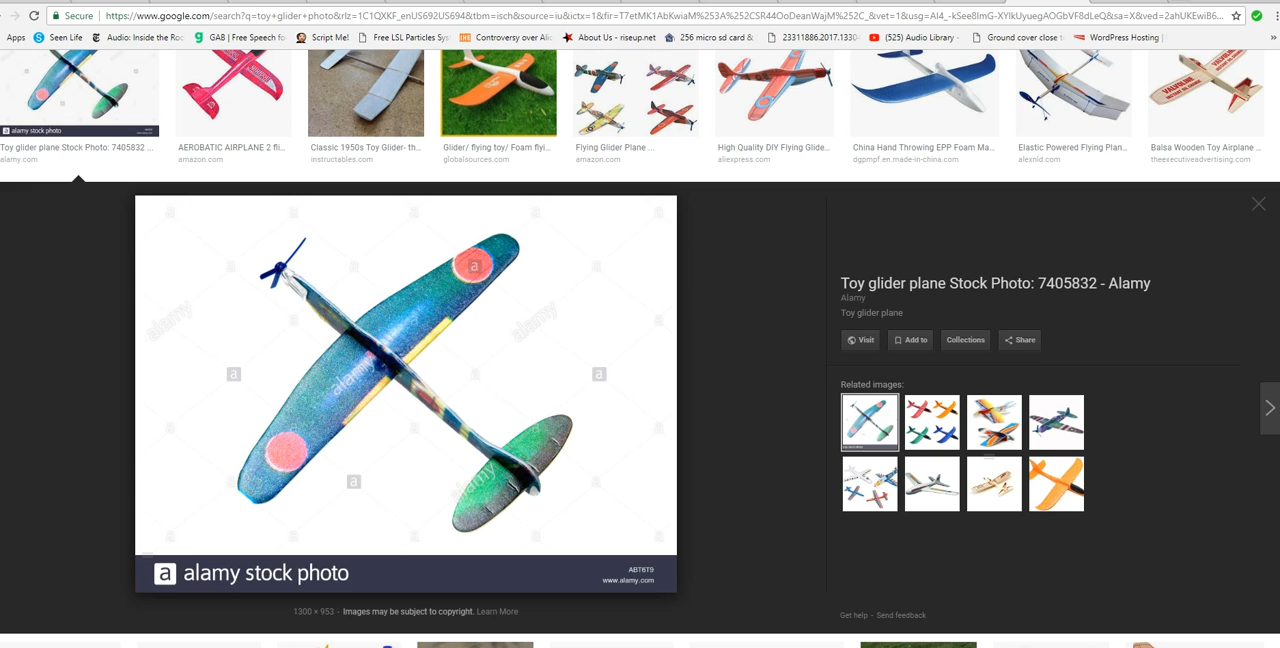 Secure https://www.google.com/search?q=toy+glider+photo&rlz=1C1QXKF_enUS692US694&tbm=isch&source=iu&ictx=1&fir=T7etMK1AbKwiaM%253A%252CSR44OoDeanWajM%252C_&vet=1&usg=AI4_-kSee8ImG-XYlkUyuegAOGbVF8dLeQ&sa=X&ved=2ahUKEwiB6...
Apps Seen Life Audio: Inside the Roc GAB | Free Speech fo Script Me! Free LSL Particles Sys Controversy over Alic About Us - riseup.net 256 micro sd card & 23311886.2017.1330 (525) Audio Library - Ground cover close to WordPress Hosting | »
VALVOLINE
a alamy stock photo
Toy glider plane Stock Photo: 7405832 ... AEROBATIC AIRPLANE 2 fli... Classic 1950s Toy Glider- th... Glider/ flying toy/ Foam flyi... Flying Glider Plane ... High Quality DIY Flying Glide... China Hand Throwing EPP Foam Ma... Elastic Powered Flying Plan... Balsa Wooden Toy Airplane ...
alamy.com amazon.com instructables.com globalsources.com amazon.com aliexpress.com dgpmpf.en.made-in-china.com alexnld.com theexecutiveadvertising.com
a
alamy
alamy
a a
alamy
alamy
a
a alamy stock photo
ABT6T9
www.alamy.com
1300 × 953 - Images may be subject to copyright. Learn More
Toy glider plane Stock Photo: 7405832 - Alamy
Alamy
Toy glider plane
Visit Add to Collections Share
Related images:
Get help - Send feedback